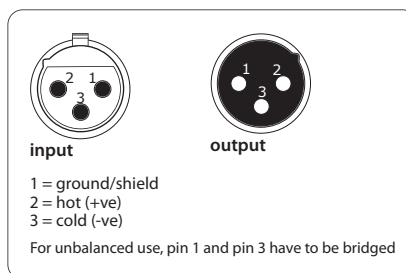 2 1
3
1 2
3
input
output
1 = ground/shield
2 = hot (+ve)
3 = cold (-ve)
For unbalanced use, pin 1 and pin 3 have to be bridged